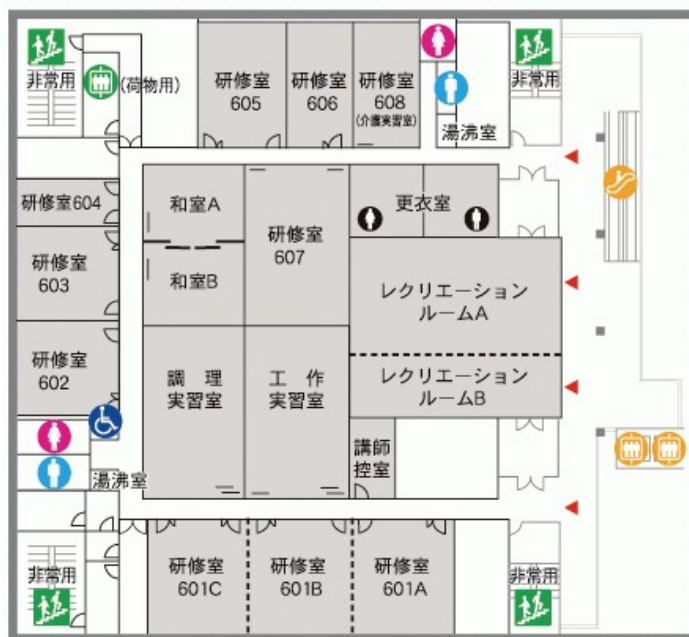 非常用
(荷物用)
研修室
605
研修室
606
研修室
608
(介護実習室)
湯沸室
非常用
研修室604
和室A
研修室
607
更衣室
研修室
603
和室B
レクリエーション
ルームA
研修室
602
調 理
実習室
工 作
実習室
レクリエーション
ルームB
講師
控室
湯沸室
非常用
研修室
601C
研修室
601B
研修室
601A
非常用